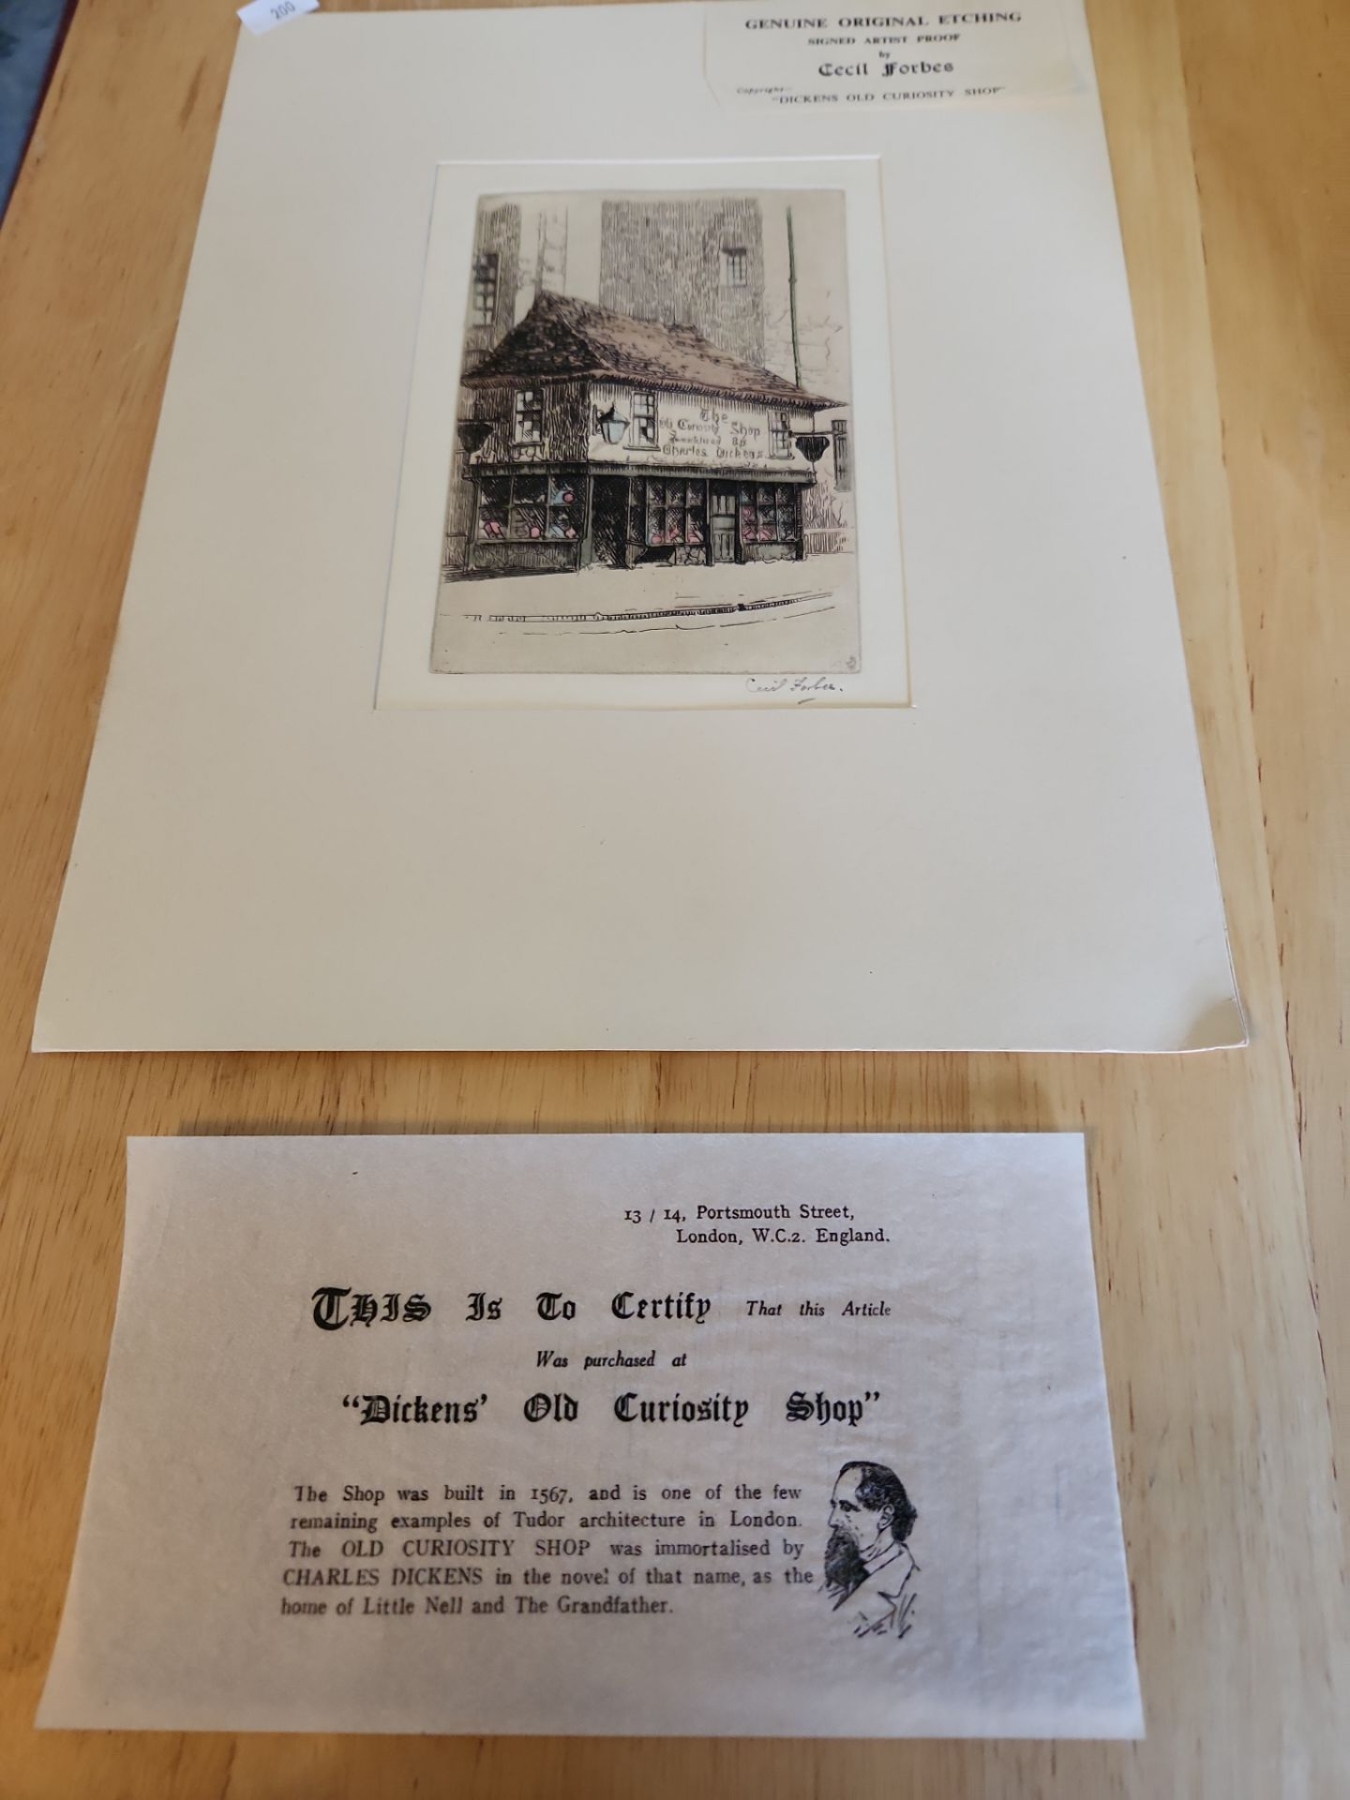 200
GENUINE ORIGINAL ETCHING
SIGNED ARTIST PROOF
by
Cecil Forbes
Copyright—
"DICKENS OLD CURIOSITY SHOP"
The
Old Curiosity Shop
Immortalised by
Charles Dickens
Cecil Forbes.
13 / 14, Portsmouth Street,
London, W.C.2. England.
THIS Is To Certify That this Article
Was purchased at
"Dickens' Old Curiosity Shop"
The Shop was built in 1567, and is one of the few
remaining examples of Tudor architecture in London.
The OLD CURIOSITY SHOP was immortalised by
CHARLES DICKENS in the novel of that name, as the
home of Little Nell and The Grandfather.